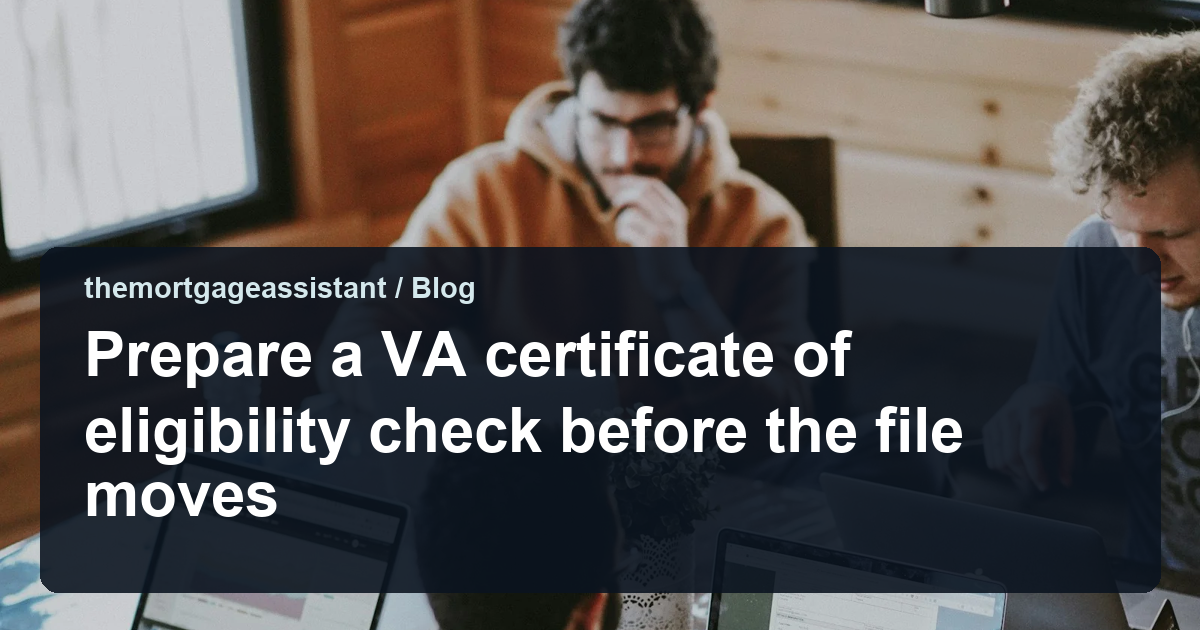 themortgageassistant / Blog
Prepare a VA certificate of
eligibility check before the file
moves